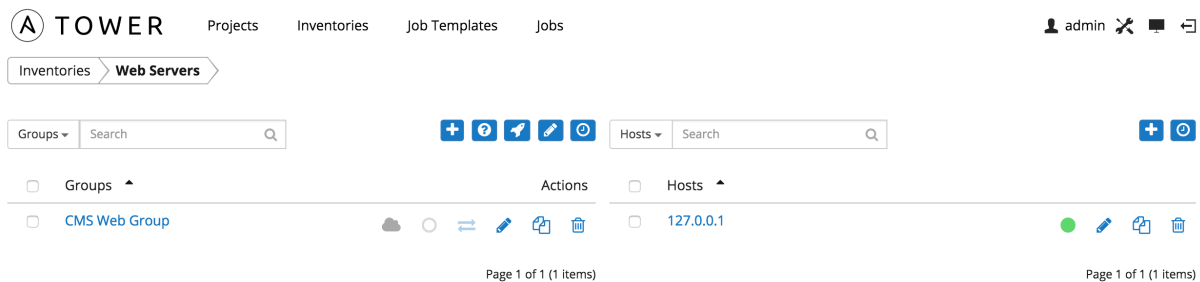 A TOWER Projects Inventories Job Templates Jobs admin
Inventories Web Servers
Groups Search Hosts Search
Groups Actions Hosts
CMS Web Group 127.0.0.1
Page 1 of 1 (1 items) Page 1 of 1 (1 items)